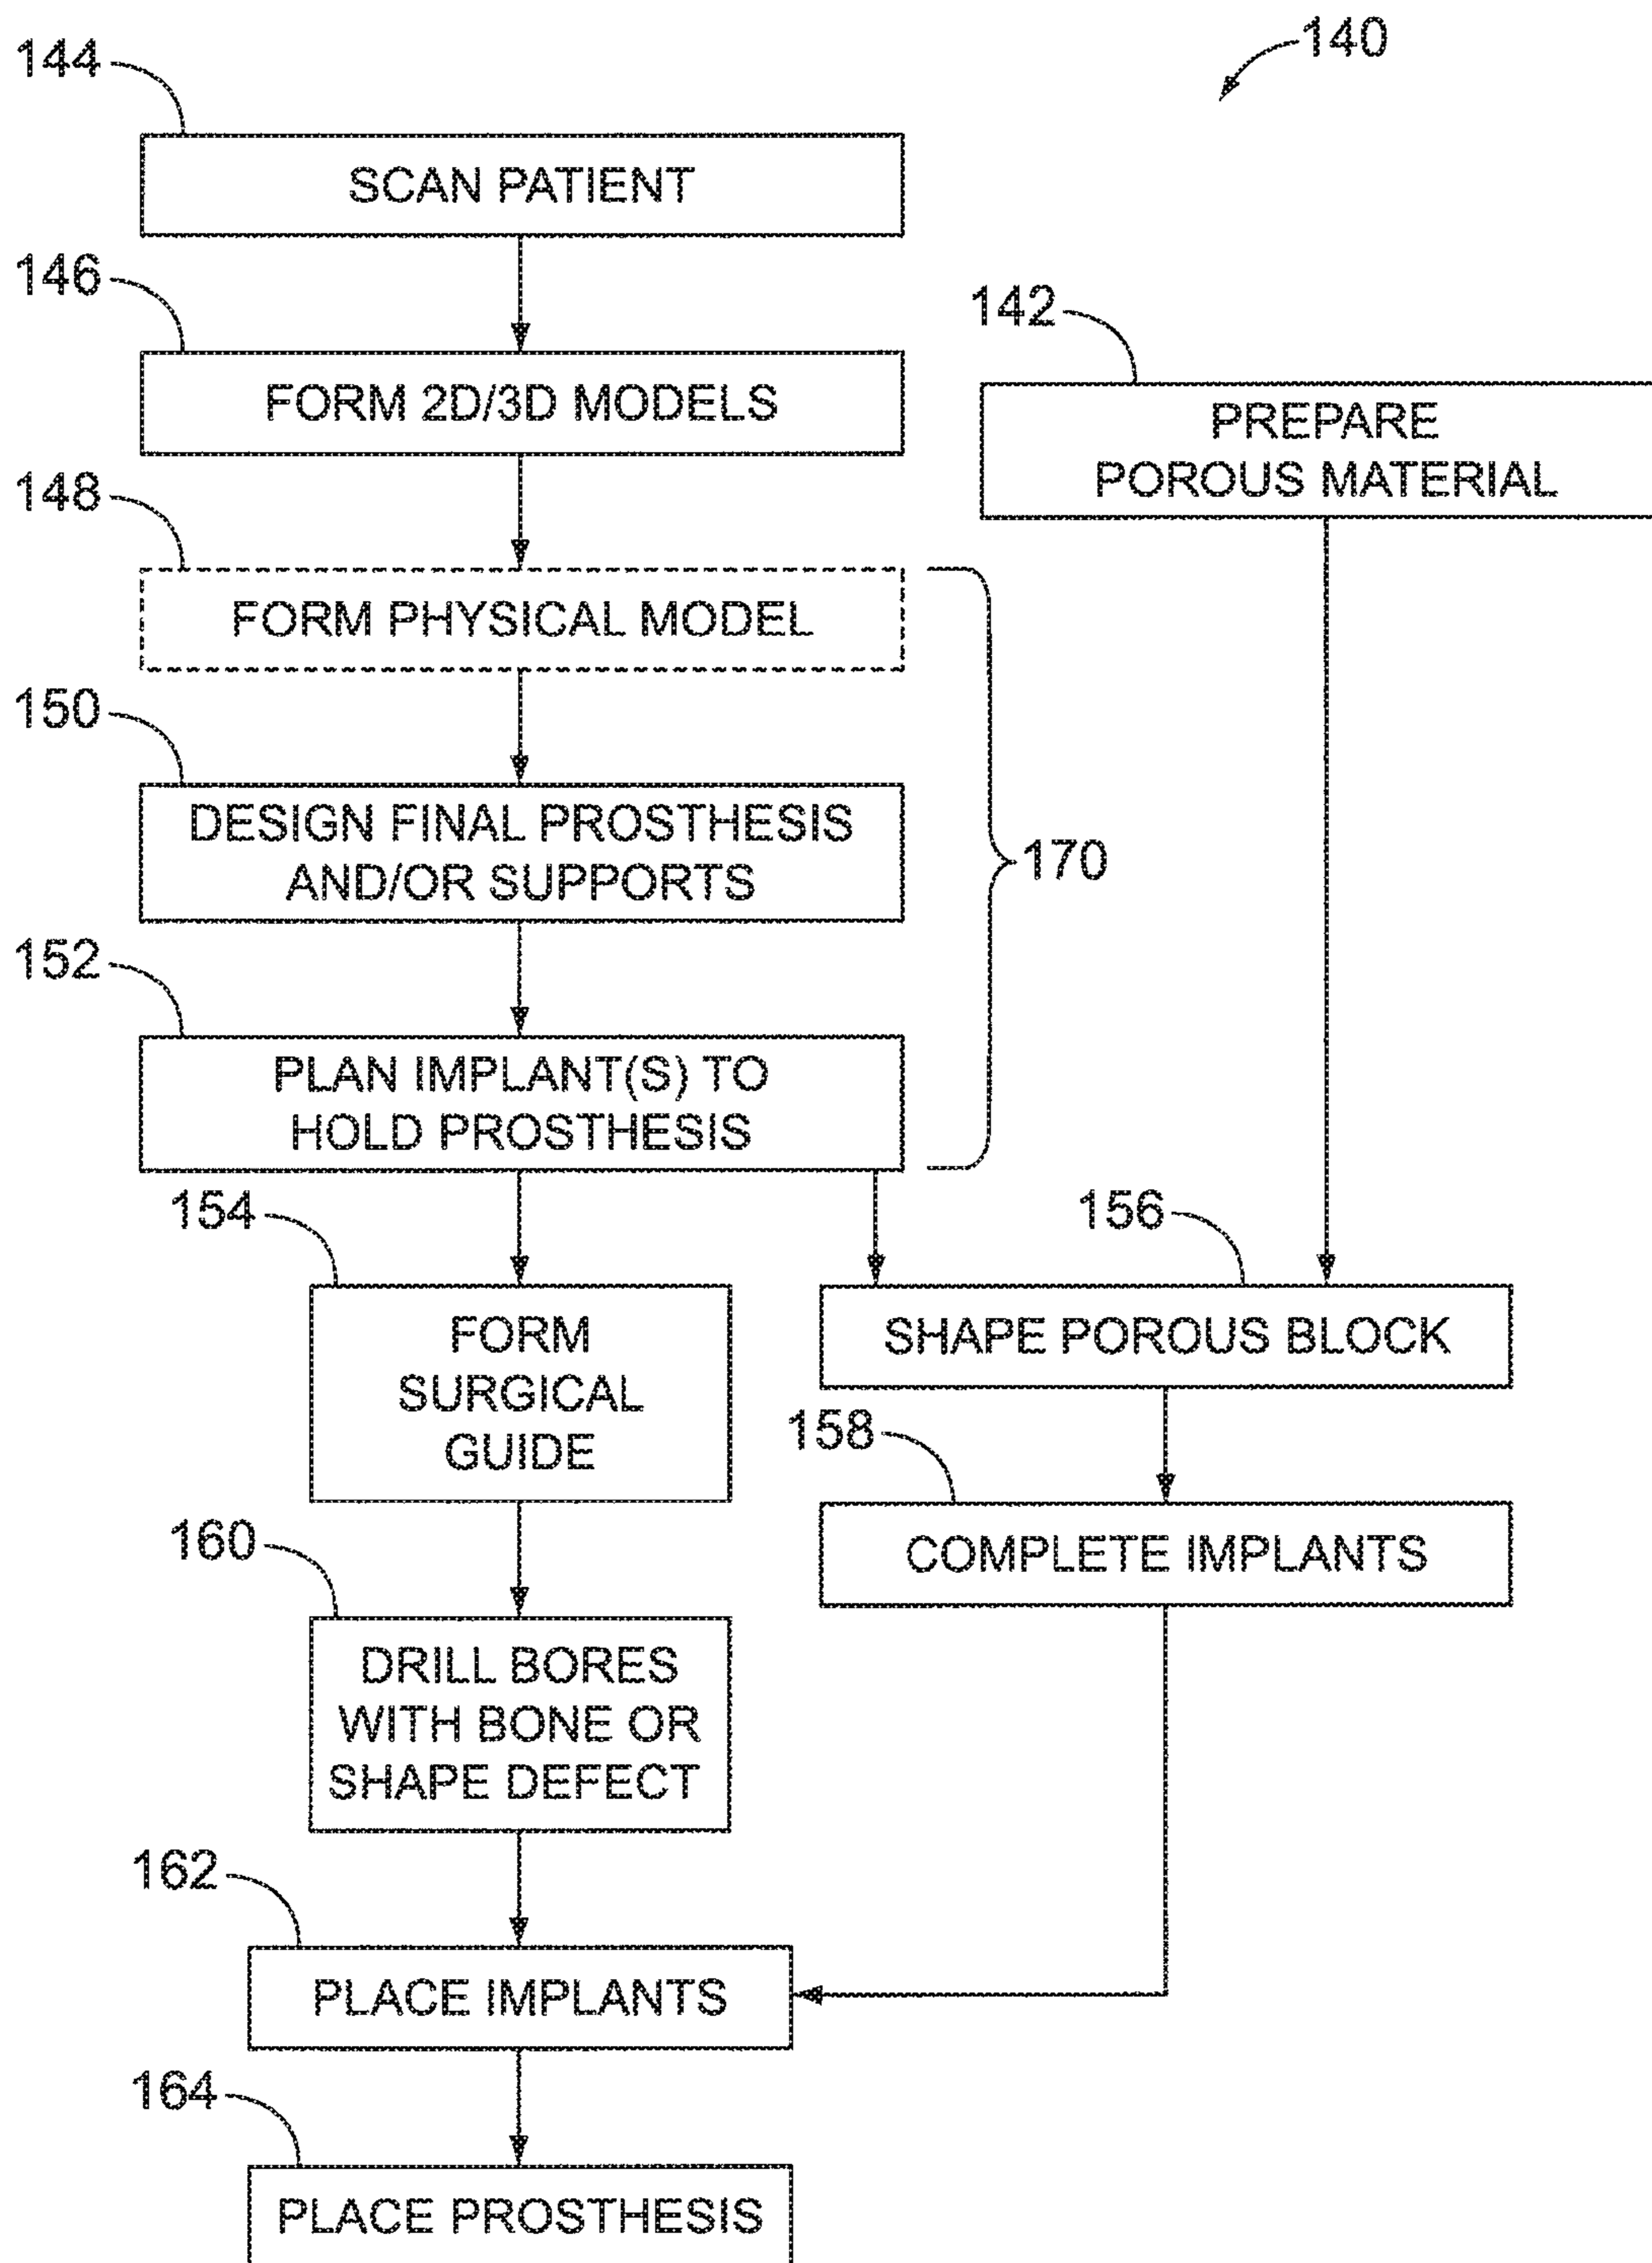 140
144
SCAN PATIENT
146
FORM 2D/3D MODELS
142
PREPARE
POROUS MATERIAL
148
FORM PHYSICAL MODEL
150
DESIGN FINAL PROSTHESIS
AND/OR SUPPORTS
170
152
PLAN IMPLANT(S) TO
HOLD PROSTHESIS
154
FORM
SURGICAL
GUIDE
156
SHAPE POROUS BLOCK
158
COMPLETE IMPLANTS
160
DRILL BORES
WITH BONE OR
SHAPE DEFECT
162
PLACE IMPLANTS
164
PLACE PROSTHESIS